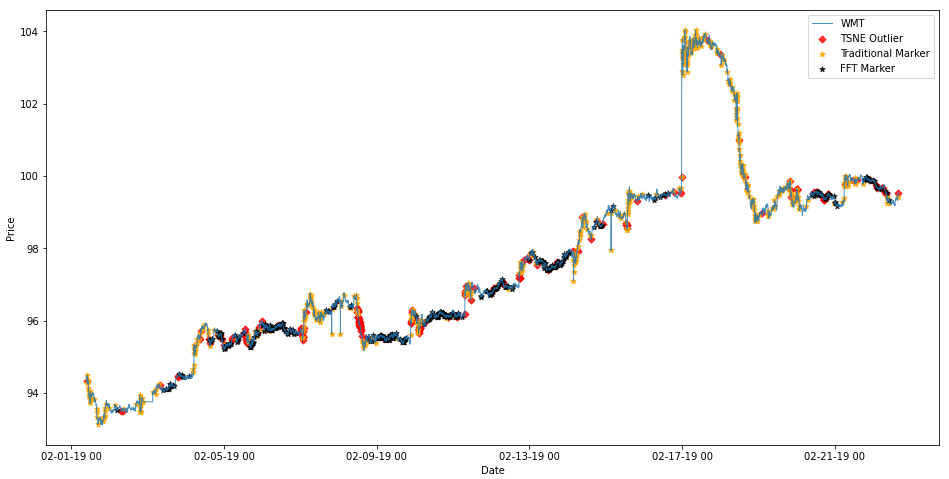 WMT
TSNE Outlier
Traditional Marker
FFT Marker
104
102
100
98
96
94
Price
02-01-19 00
02-05-19 00
02-09-19 00
02-13-19 00
02-17-19 00
02-21-19 00
Date